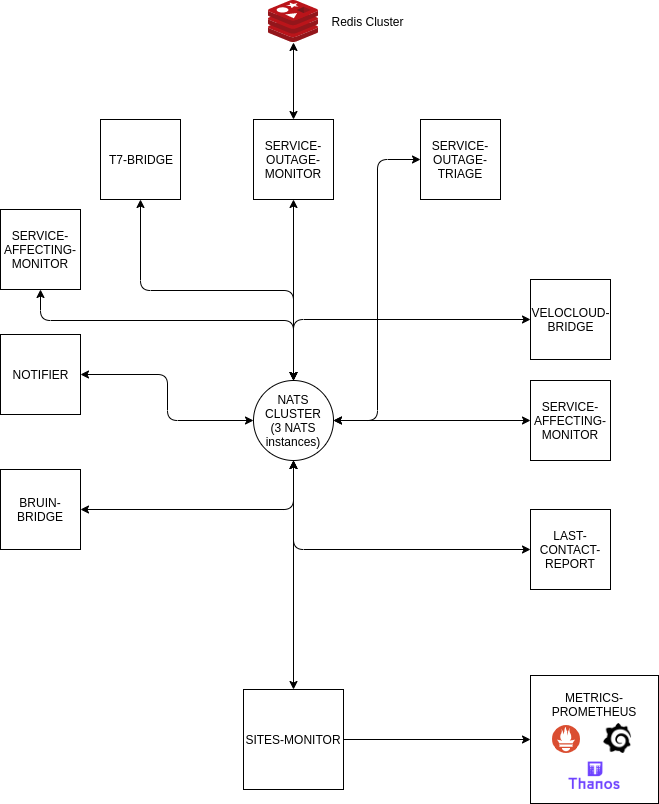 Redis Cluster
T7-BRIDGE
SERVICE-
OUTAGE-
MONITOR
SERVICE-
OUTAGE-
TRIAGE
SERVICE-
AFFECTING-
MONITOR
VELOCLOUD-
BRIDGE
NOTIFIER
NATS
CLUSTER
(3 NATS
instances)
SERVICE-
AFFECTING-
MONITOR
BRUIN-
BRIDGE
LAST-
CONTACT-
REPORT
SITES-MONITOR
METRICS-
PROMETHEUS
Thanos